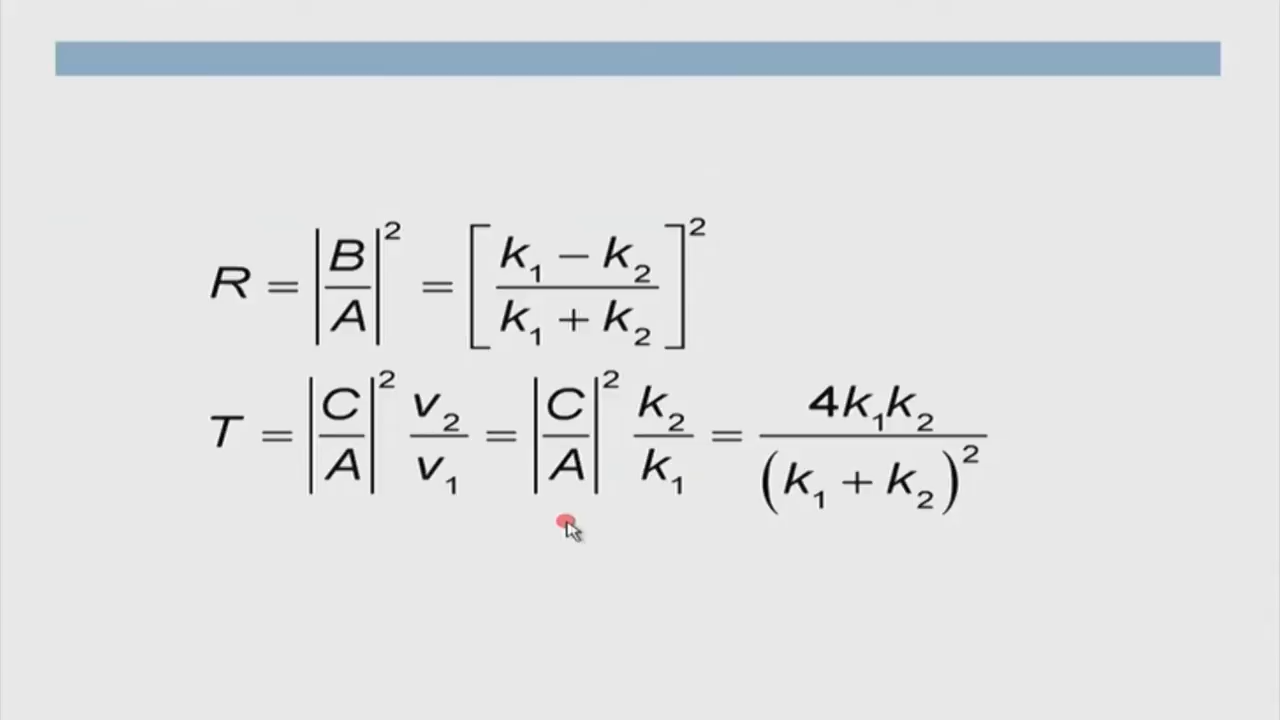 R = |B/A|² = [(k₁ − k₂)/(k₁ + k₂)]²
T = |C/A|² v₂/v₁ = |C/A|² k₂/k₁ = 4k₁k₂/(k₁ + k₂)²